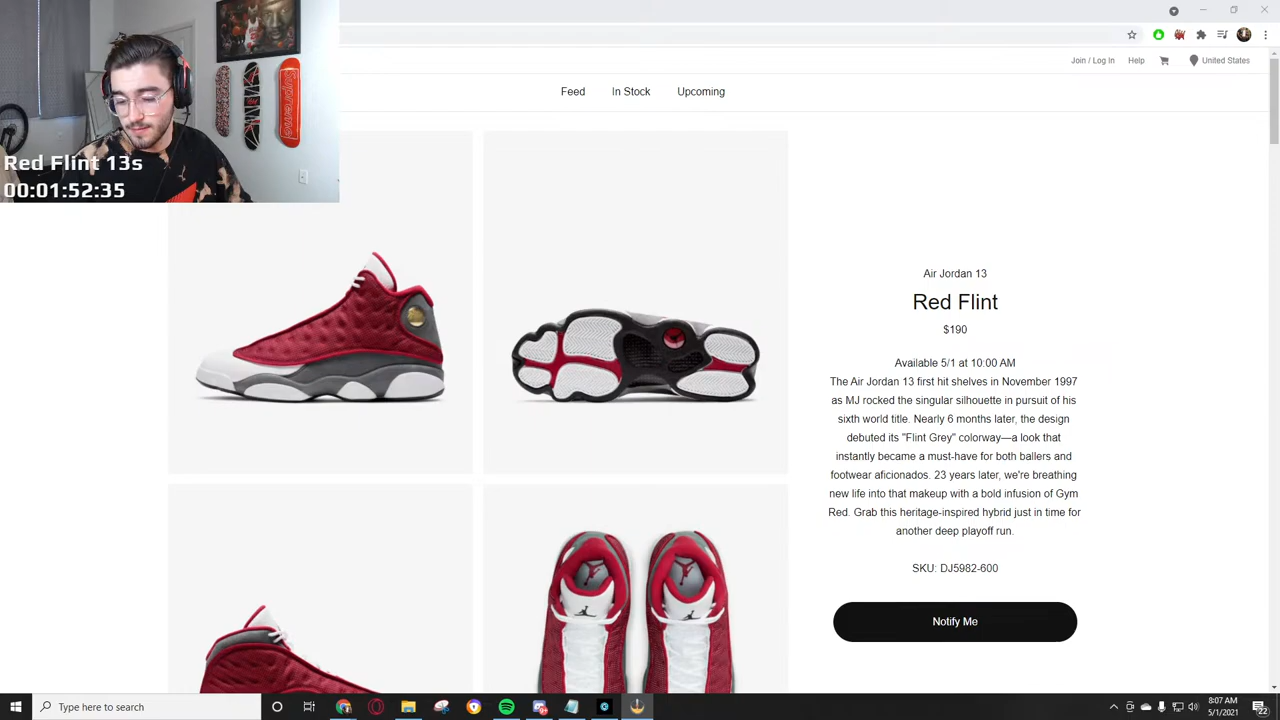 Join / Log In
Help
United States
Feed
In Stock
Upcoming
Supreme
Red Flint 13s
00:01:52:35
Air Jordan 13
Red Flint
$190
Available 5/1 at 10:00 AM
The Air Jordan 13 first hit shelves in November 1997
as MJ rocked the singular silhouette in pursuit of his
sixth world title. Nearly 6 months later, the design
debuted its "Flint Grey" colorway—a look that
instantly became a must-have for both ballers and
footwear aficionados. 23 years later, we're breathing
new life into that makeup with a bold infusion of Gym
Red. Grab this heritage-inspired hybrid just in time for
another deep playoff run.
SKU: DJ5982-600
Notify Me
Type here to search
8:07 AM
5/1/2021
22